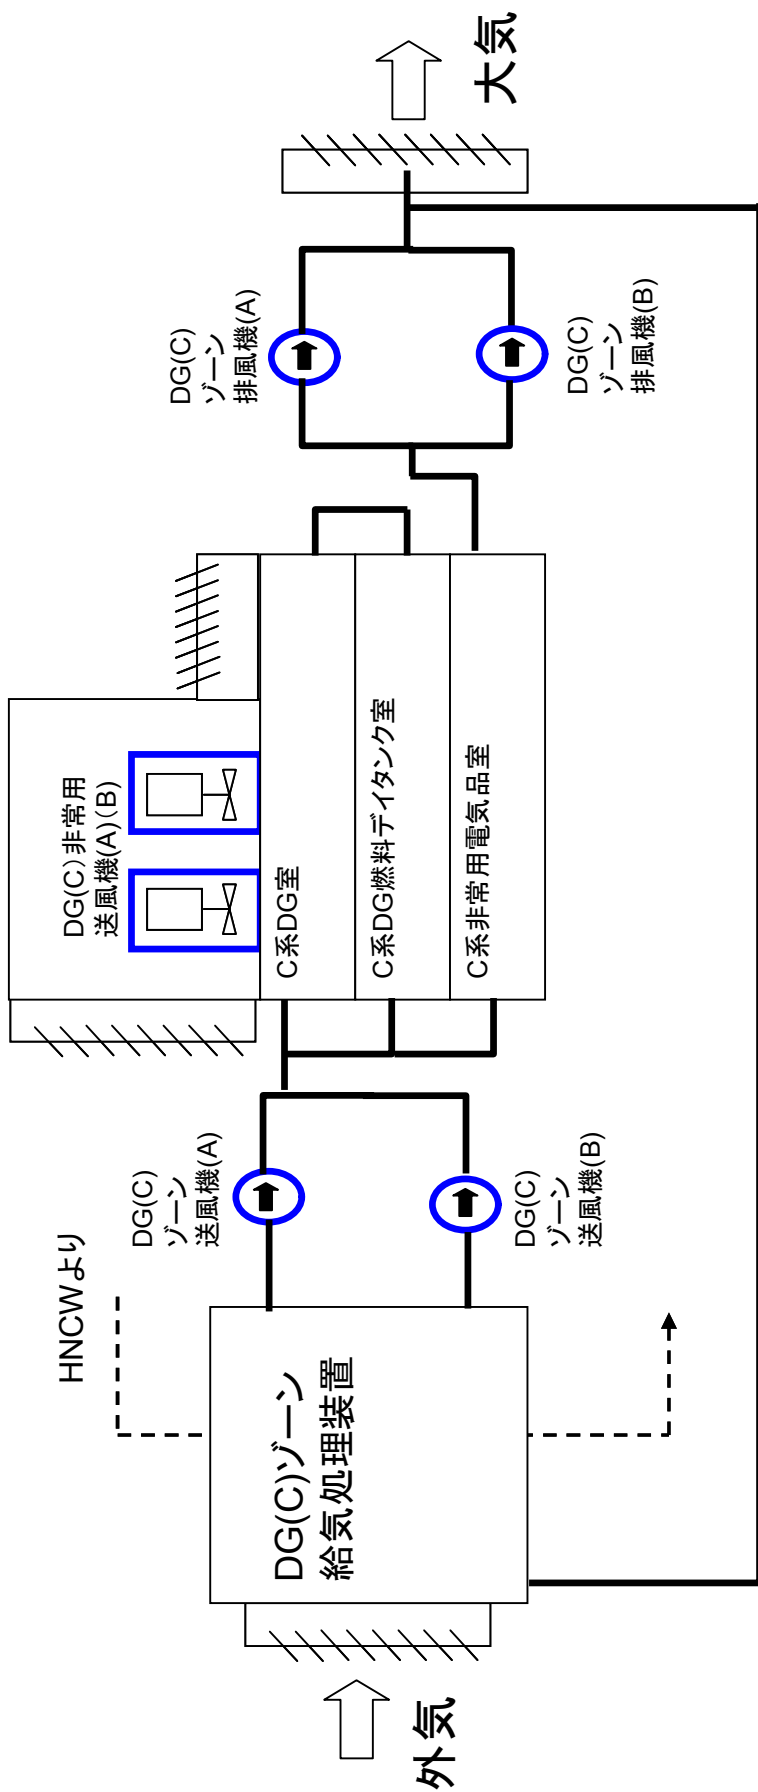 外気
DG(C)ゾーン
給気処理装置
HNCWより
DG(C)
ゾーン
送風機(A)
DG(C)
ゾーン
送風機(B)
DG(C)非常用
送風機(A)(B)
C系DG室
C系DG燃料デイタンク室
C系非常用電気品室
DG(C)
ゾーン
排風機(A)
DG(C)
ゾーン
排風機(B)
大気